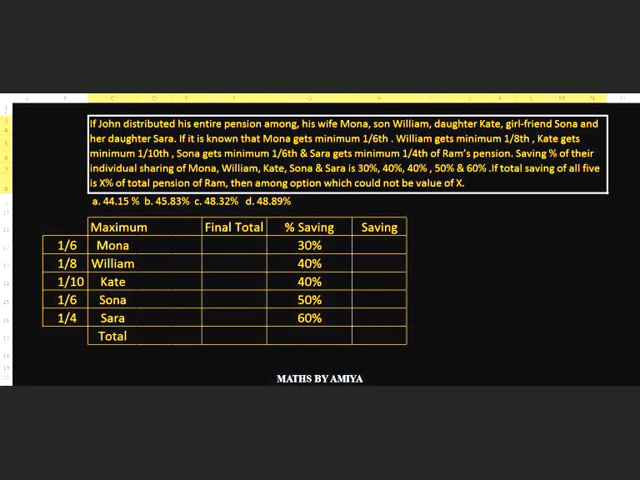 If John distributed his entire pension among, his wife Mona, son William, daughter Kate, girl-friend Sona and
her daughter Sara. If it is known that Mona gets minimum 1/6th . William gets minimum 1/8th , Kate gets
minimum 1/10th , Sona gets minimum 1/6th & Sara gets minimum 1/4th of Ram's pension. Saving % of their
individual sharing of Mona, William, Kate, Sona & Sara is 30%, 40%, 40% , 50% & 60% .If total saving of all five
is X% of total pension of Ram, then among option which could not be value of X.
a. 44.15 % b. 45.83% c. 48.32% d. 48.89%
Maximum Final Total % Saving Saving
1/6 Mona 30%
1/8 William 40%
1/10 Kate 40%
1/6 Sona 50%
1/4 Sara 60%
Total
MATHS BY AMIYA